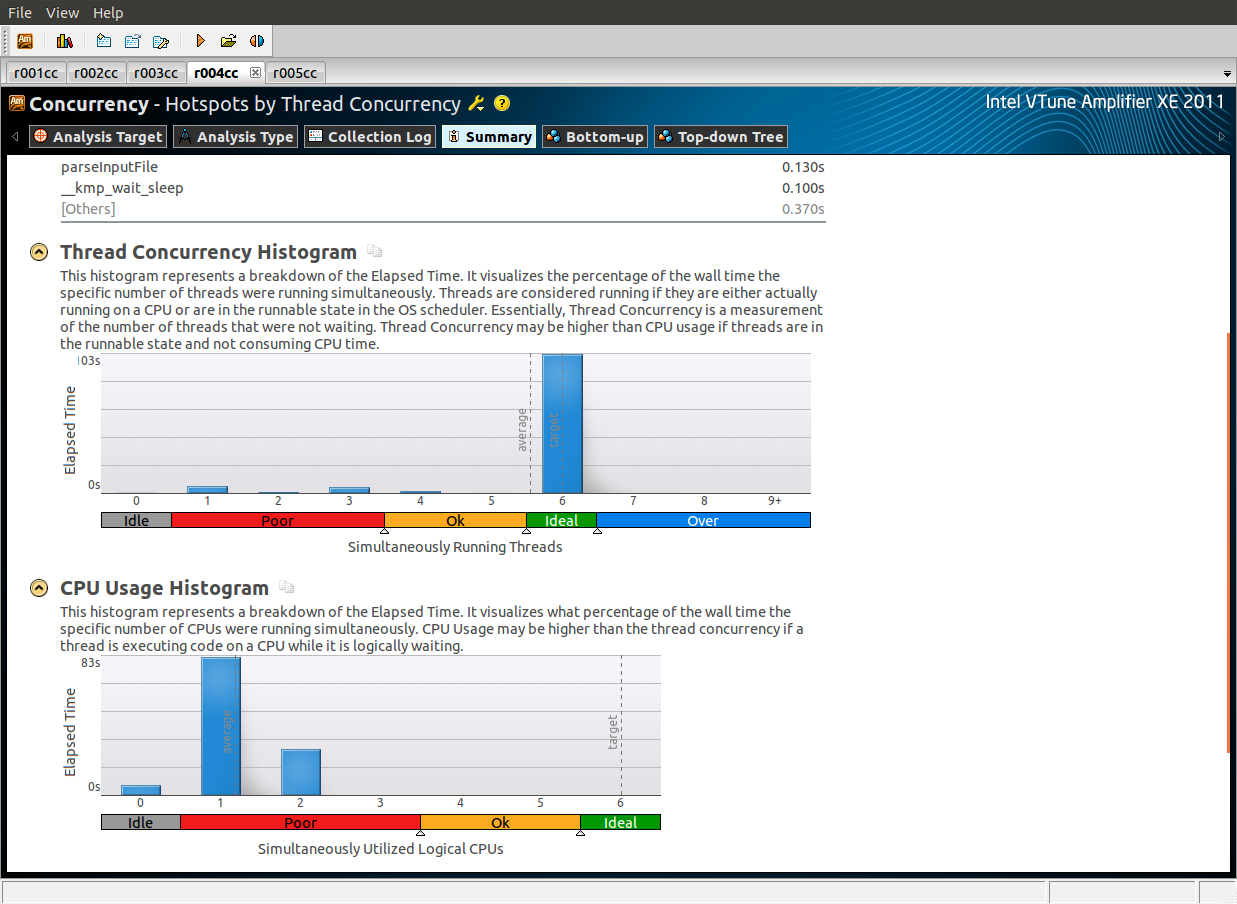 File View Help
r001cc r002cc r003cc r004cc r005cc
Concurrency - Hotspots by Thread Concurrency ? Intel VTune Amplifier XE 2011
Analysis Target Analysis Type Collection Log Summary Bottom-up Top-down Tree
parseInputFile 0.130s
__kmp_wait_sleep 0.100s
[Others] 0.370s
Thread Concurrency Histogram
This histogram represents a breakdown of the Elapsed Time. It visualizes the percentage of the wall time the
specific number of threads were running simultaneously. Threads are considered running if they are either actually
running on a CPU or are in the runnable state in the OS scheduler. Essentially, Thread Concurrency is a measurement
of the number of threads that were not waiting. Thread Concurrency may be higher than CPU usage if threads are in
the runnable state and not consuming CPU time.
103s
Elapsed Time
average
target
0s
0 1 2 3 4 5 6 7 8 9+
Idle Poor Ok Ideal Over
Simultaneously Running Threads
CPU Usage Histogram
This histogram represents a breakdown of the Elapsed Time. It visualizes what percentage of the wall time the
specific number of CPUs were running simultaneously. CPU Usage may be higher than the thread concurrency if a
thread is executing code on a CPU while it is logically waiting.
83s
Elapsed Time
average
target
0s
0 1 2 3 4 5 6
Idle Poor Ok Ideal
Simultaneously Utilized Logical CPUs